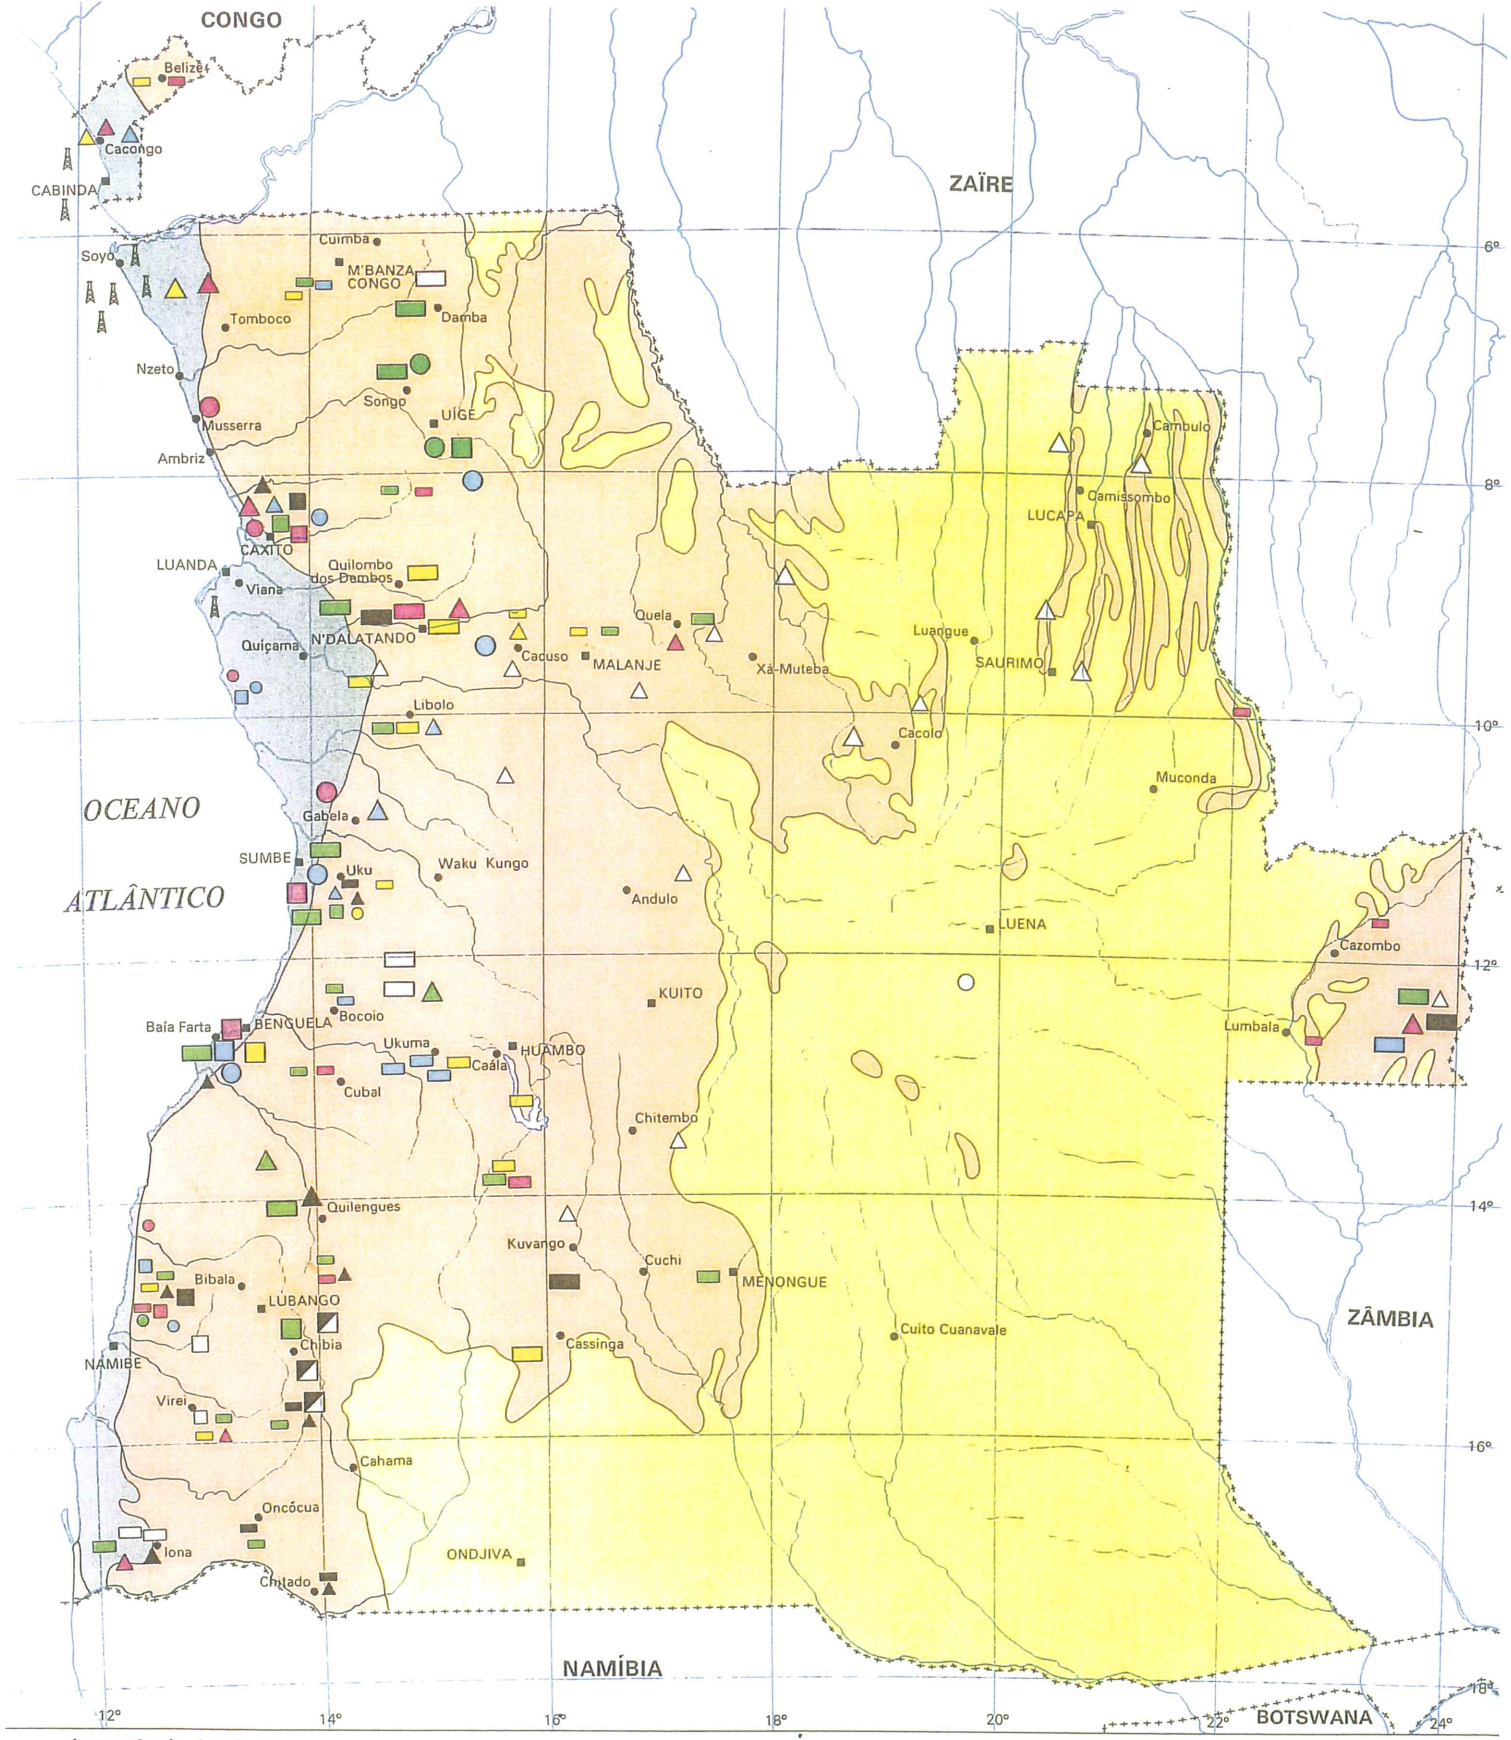 CONGO
Belize
Cacongo
CABINDA
ZAÏRE
Cuimba
6º
Soyo
M'BANZA
CONGO
Tomboco
Damba
Nzeto
Songo
UÍGE
Musserra
Cambulo
Ambriz
8º
Camissombo
LUCAPA
CAXITO
LUANDA
Quilombo
dos Dembos
Viana
Quela
Luangue
Quiçama
N'DALATANDO
Cacuso
MALANJE
Xá-Muteba
SAURIMO
Libolo
10º
Cacolo
Muconda
OCEANO
Gabela
SUMBE
Uku
Waku Kungo
ATLÂNTICO
Andulo
LUENA
Cazombo
12º
KUITO
Bocoio
Baía Farta
BENGUELA
Lumbala
Ukuma
HUAMBO
Caála
Cubal
Chitembo
14º
Quilengues
Kuvango
Cuchi
Bibala
MENONGUE
LUBANGO
ZÂMBIA
Cuito Cuanavale
Chibia
Cassinga
NAMIBE
Virei
16º
Cahama
Oncócua
Iona
ONDJIVA
Chitado
NAMÍBIA
18º
12º
14º
16º
18º
20º
22º
BOTSWANA
24º